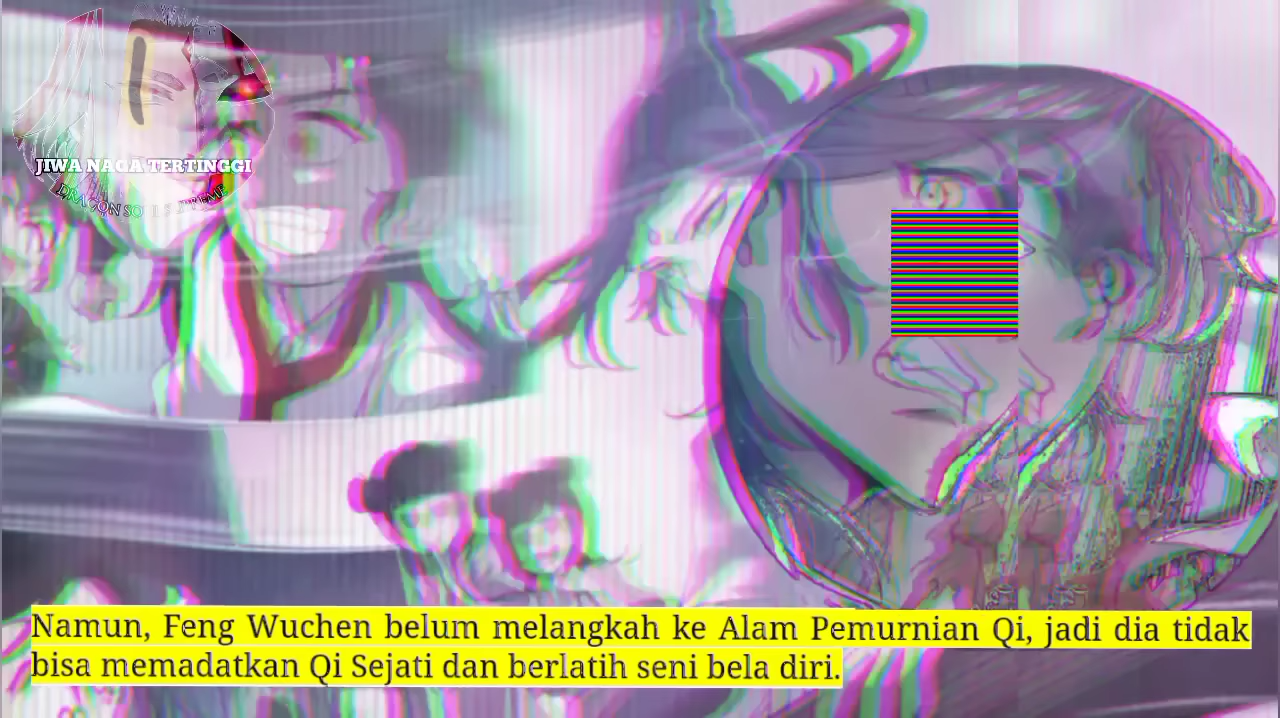 JIWA NAGA TERTINGGI
Namun, Feng Wuchen belum melangkah ke Alam Pemurnian Qi, jadi dia tidak
bisa memadatkan Qi Sejati dan berlatih seni bela diri.